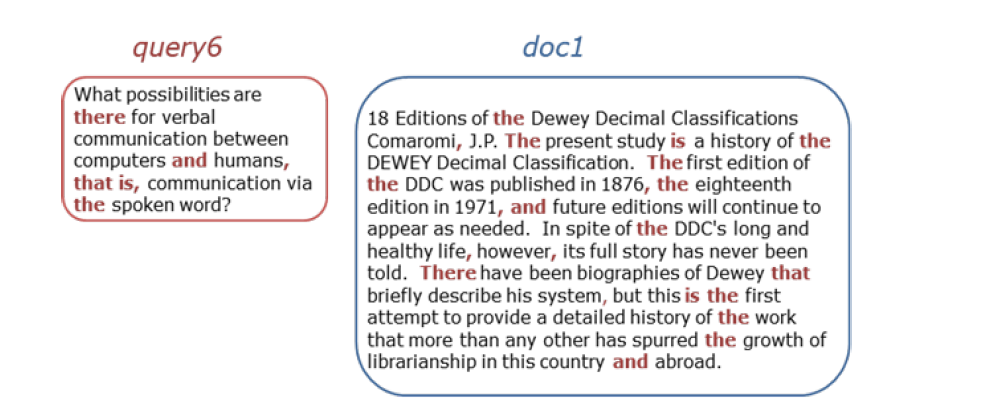 query6
What possibilities are
there for verbal
communication between
computers and humans,
that is, communication via
the spoken word?
doc1
18 Editions of the Dewey Decimal Classifications
Comaromi, J.P. The present study is a history of the
DEWEY Decimal Classification. The first edition of
the DDC was published in 1876, the eighteenth
edition in 1971, and future editions will continue to
appear as needed. In spite of the DDC's long and
healthy life, however, its full story has never been
told. There have been biographies of Dewey that
briefly describe his system, but this is the first
attempt to provide a detailed history of the work
that more than any other has spurred the growth of
librarianship in this country and abroad.